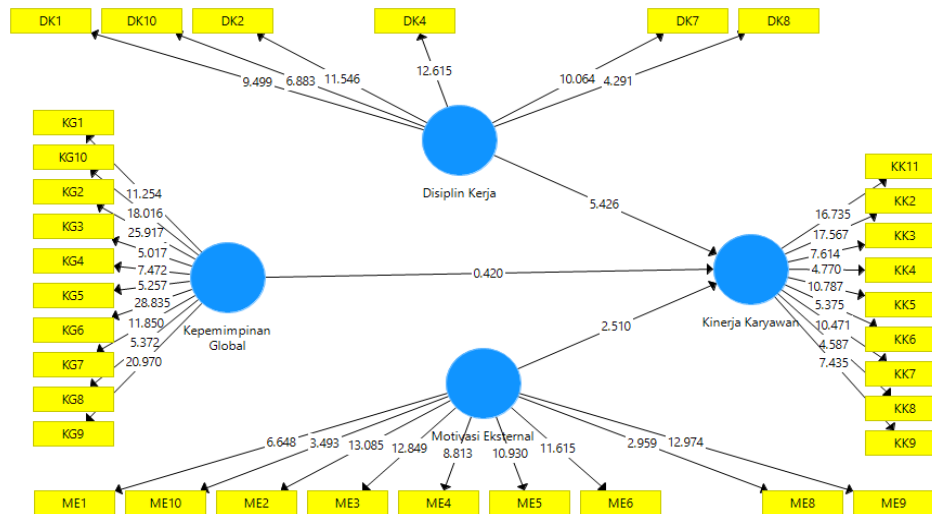 DK1
DK10
DK2
DK4
DK7
DK8
9.499
6.883
11.546
12.615
10.064
4.291
Disiplin Kerja
KG1
KG10
KG2
KG3
KG4
KG5
KG6
KG7
KG8
KG9
11.254
18.016
25.917
5.017
7.472
5.257
28.835
11.850
5.372
20.970
Kepemimpinan
Global
5.426
0.420
2.510
Kinerja Karyawan
16.735
17.567
7.614
4.770
10.787
5.375
10.471
4.587
7.435
KK11
KK2
KK3
KK4
KK5
KK6
KK7
KK8
KK9
Motivasi Eksternal
6.648
3.493
13.085
12.849
8.813
10.930
11.615
2.959
12.974
ME1
ME10
ME2
ME3
ME4
ME5
ME6
ME8
ME9